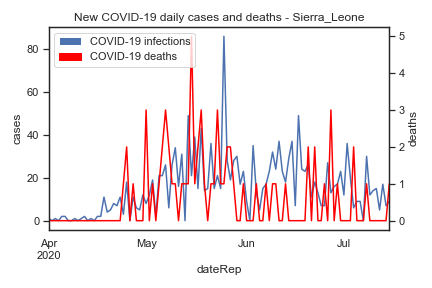 New COVID-19 daily cases and deaths - Sierra_Leone
COVID-19 infections
COVID-19 deaths
80
60
40
20
0
cases
5
4
3
2
1
0
deaths
Apr
2020
May
Jun
Jul
dateRep